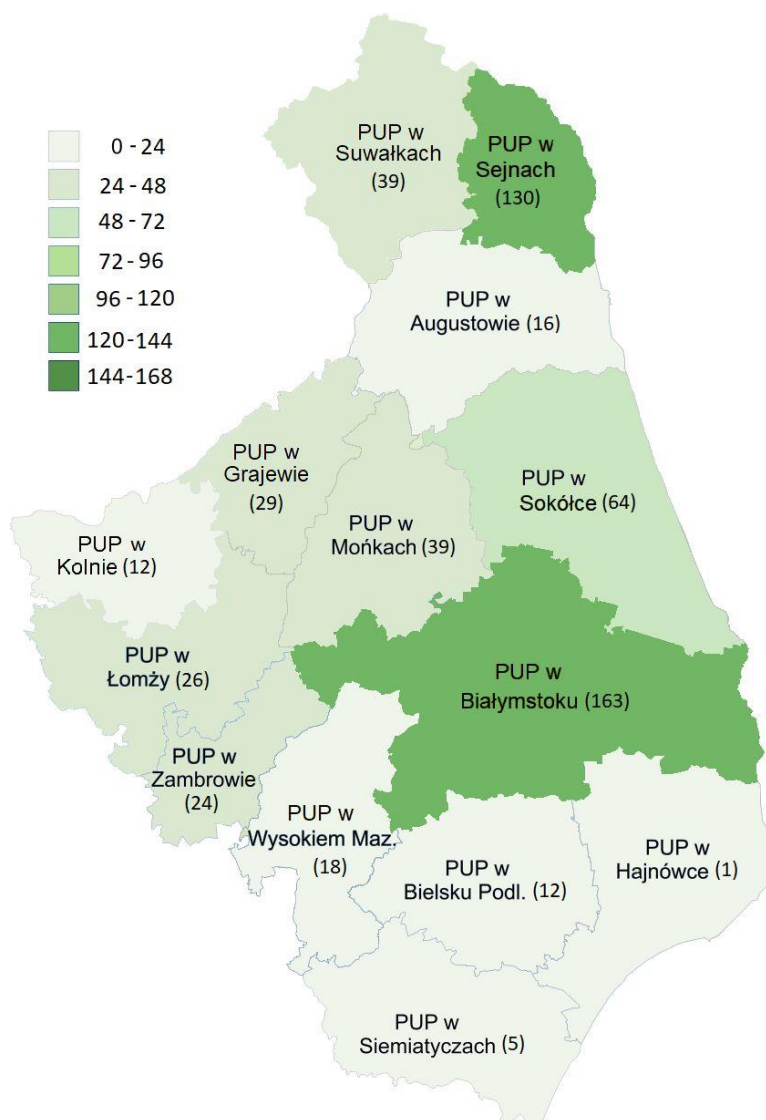 0 - 24
24 - 48
48 - 72
72 - 96
96 - 120
120 - 144
144 - 168
PUP w
Suwałkach
(39)
PUP w
Sejnach
(130)
PUP w
Augustowie (16)
PUP w
Grajewie
(29)
PUP w
Mońkach (39)
PUP w
Sokółce (64)
PUP w
Kolnie (12)
PUP w
Łomży (26)
PUP w
Białymstoku (163)
PUP w
Zambrowie
(24)
PUP w
Wysokiem Maz.
(18)
PUP w
Bielsku Podl. (12)
PUP w
Hajnówce (1)
PUP w
Siemiatyczach (5)